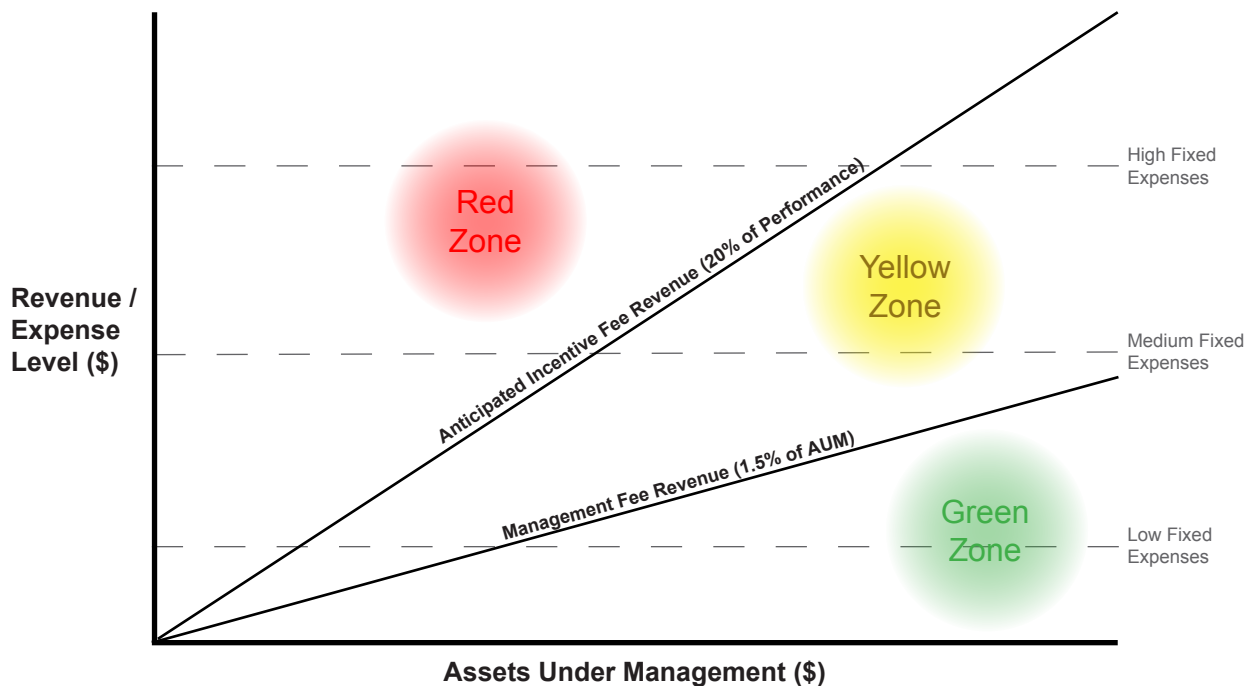 Red
Zone
High Fixed
Expenses
Anticipated Incentive Fee Revenue (20% of Performance)
Yellow
Zone
Revenue /
Expense
Level ($)
Medium Fixed
Expenses
Management Fee Revenue (1.5% of AUM)
Green
Zone
Low Fixed
Expenses
Assets Under Management ($)